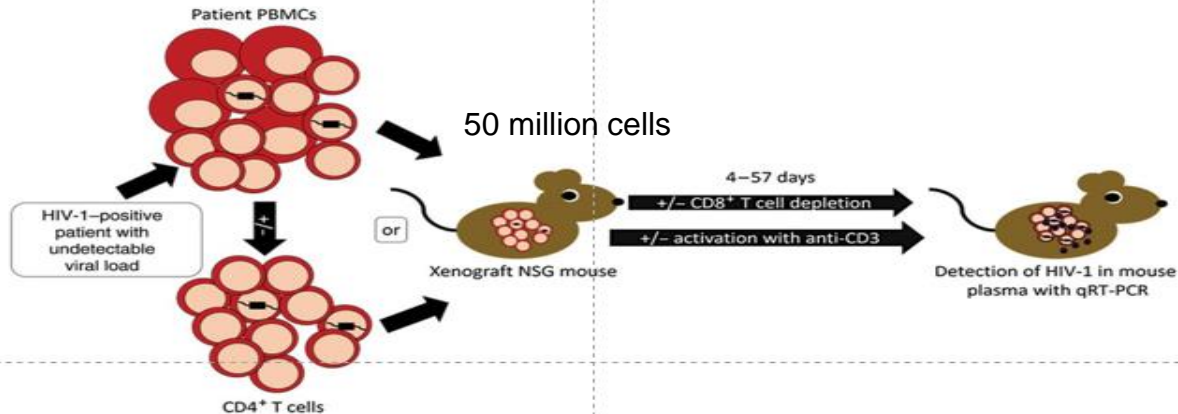 Patient PBMCs
50 million cells
HIV-1–positive
patient with
undetectable
viral load
+/-
or
4–57 days
+/– CD8⁺ T cell depletion
+/– activation with anti-CD3
Xenograft NSG mouse
Detection of HIV-1 in mouse
plasma with qRT-PCR
CD4⁺ T cells